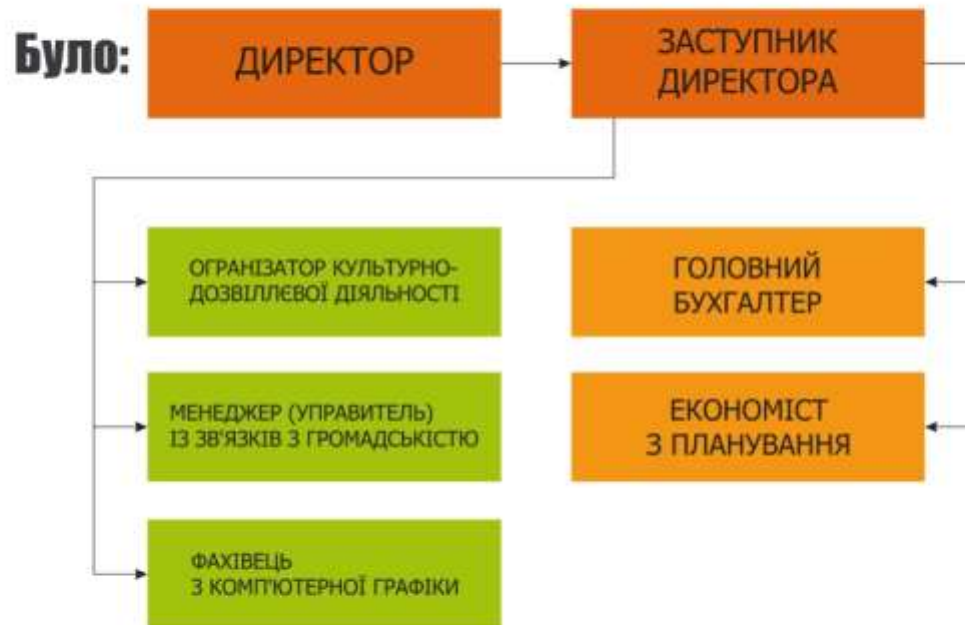 Було:
ДИРЕКТОР
ЗАСТУПНИК
ДИРЕКТОРА
ОГРАНІЗАТОР КУЛЬТУРНО-
ДОЗВІЛЛЄВОЇ ДІЯЛЬНОСТІ
ГОЛОВНИЙ
БУХГАЛТЕР
МЕНЕДЖЕР (УПРАВИТЕЛЬ)
ІЗ ЗВ'ЯЗКІВ З ГРОМАДСЬКІСТЮ
ЕКОНОМІСТ
З ПЛАНУВАННЯ
ФАХІВЕЦЬ
З КОМП'ЮТЕРНОЇ ГРАФІКИ